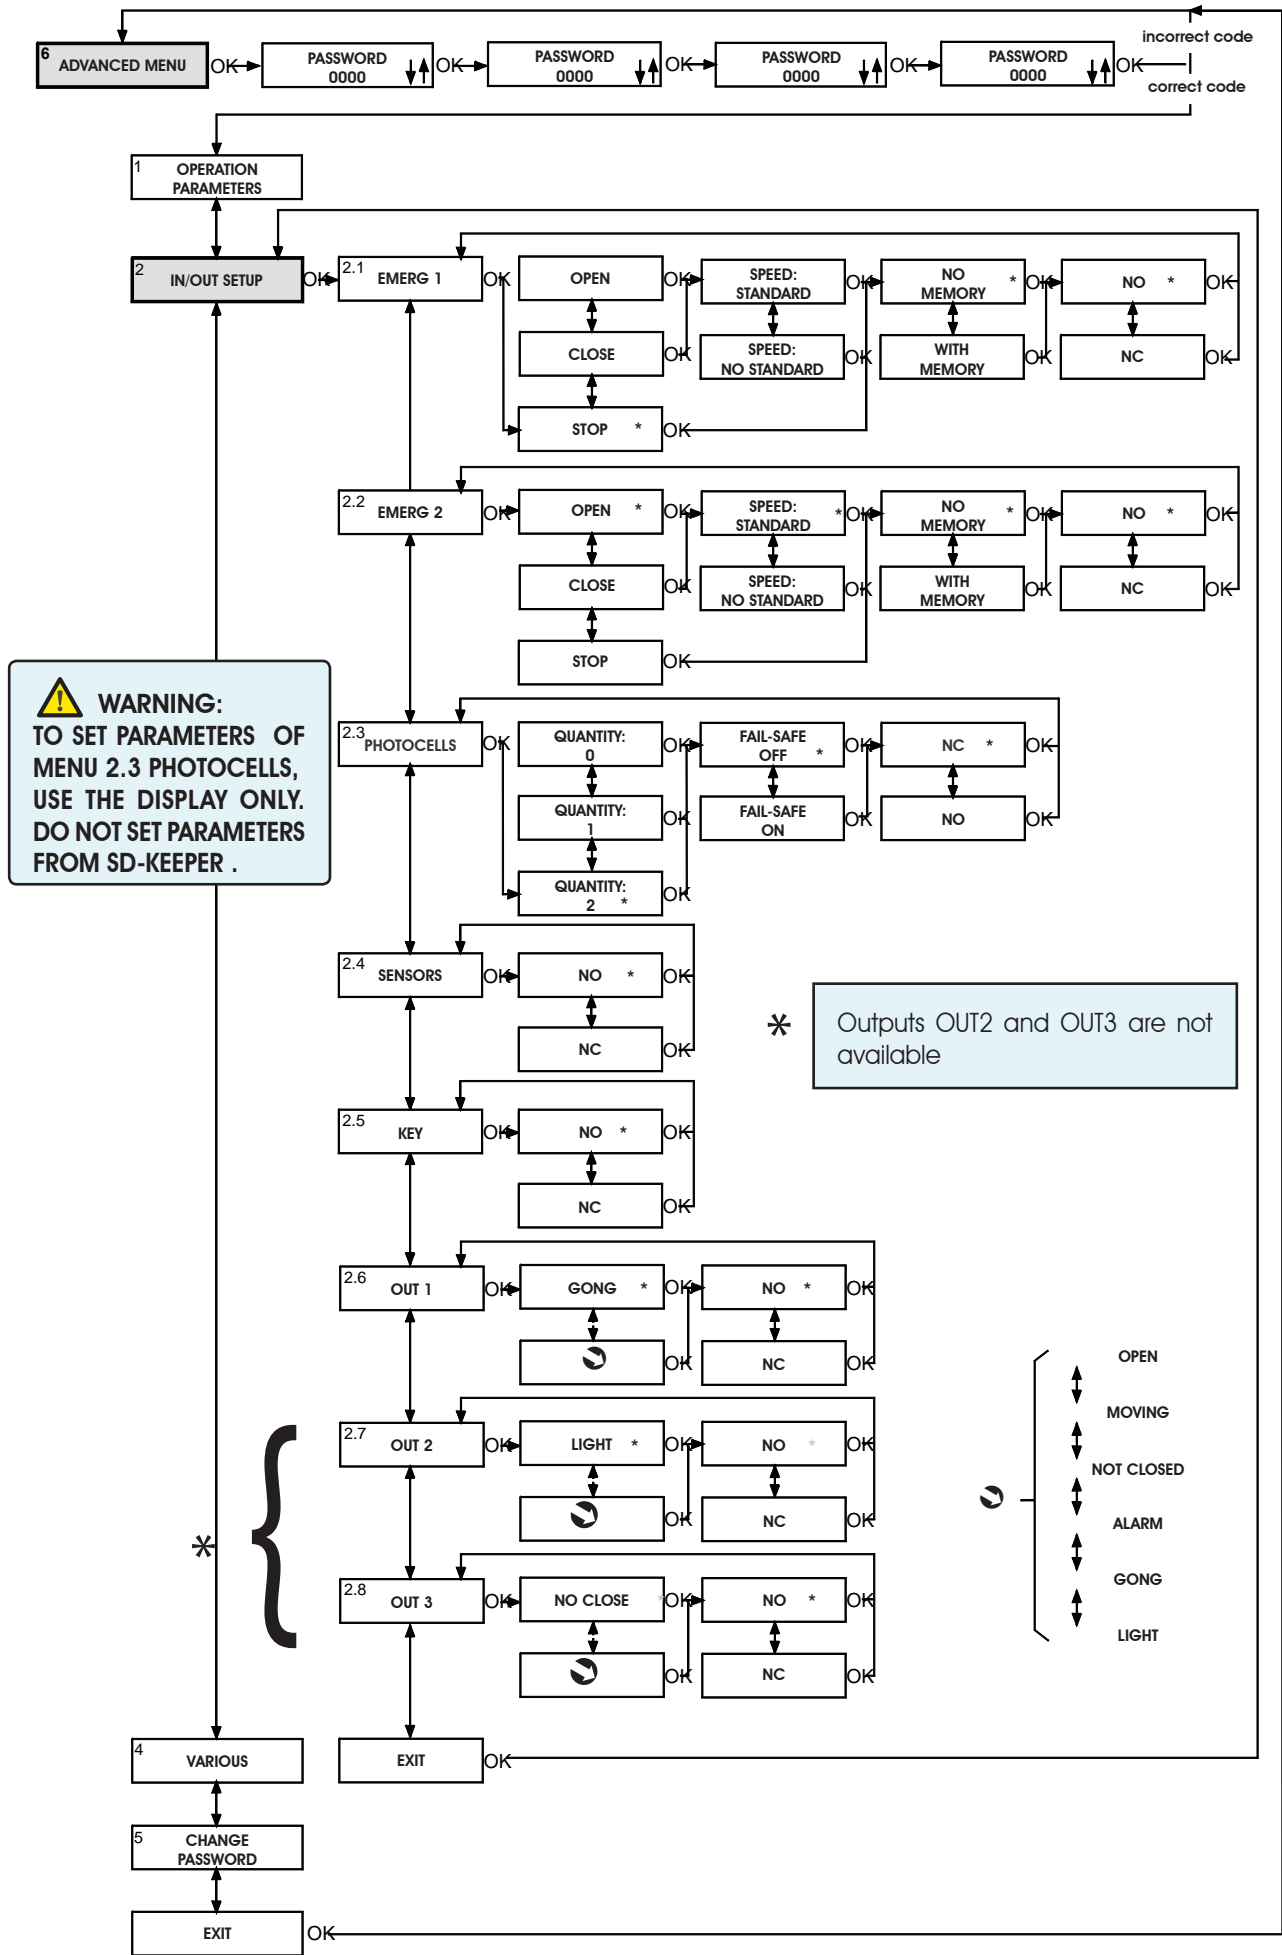 incorrect code
6
ADVANCED MENU
OK
PASSWORD
0000
OK
PASSWORD
0000
OK
PASSWORD
0000
OK
PASSWORD
0000
OK
correct code
1
OPERATION
PARAMETERS
2
IN/OUT SETUP
OK
2.1
EMERG 1
OK
OPEN
OK
SPEED:
STANDARD
OK
NO
MEMORY *
OK
NO *
OK
CLOSE
OK
SPEED:
NO STANDARD
OK
WITH
MEMORY
OK
NC
OK
STOP *
OK
2.2
EMERG 2
OK
OPEN *
OK
SPEED:
STANDARD *
OK
NO
MEMORY *
OK
NO *
OK
CLOSE
OK
SPEED:
NO STANDARD
OK
WITH
MEMORY
OK
NC
OK
STOP
OK
WARNING:
TO SET PARAMETERS OF
MENU 2.3 PHOTOCELLS,
USE THE DISPLAY ONLY.
DO NOT SET PARAMETERS
FROM SD-KEEPER .
2.3
PHOTOCELLS
OK
QUANTITY:
0
OK
FAIL-SAFE
OFF *
OK
NC *
OK
QUANTITY:
1
OK
FAIL-SAFE
ON
OK
NO
OK
QUANTITY:
2 *
OK
2.4
SENSORS
OK
NO *
OK
NC
OK
* Outputs OUT2 and OUT3 are not
available
2.5
KEY
OK
NO *
OK
NC
OK
2.6
OUT 1
OK
GONG *
OK
NO *
OK
OK
NC
OK
2.7
OUT 2
OK
LIGHT *
OK
NO *
OK
OK
NC
OK
*
2.8
OUT 3
OK
NO CLOSE *
OK
NO *
OK
OK
NC
OK
OPEN
MOVING
NOT CLOSED
ALARM
GONG
LIGHT
4
VARIOUS
EXIT
OK
5
CHANGE
PASSWORD
EXIT
OK